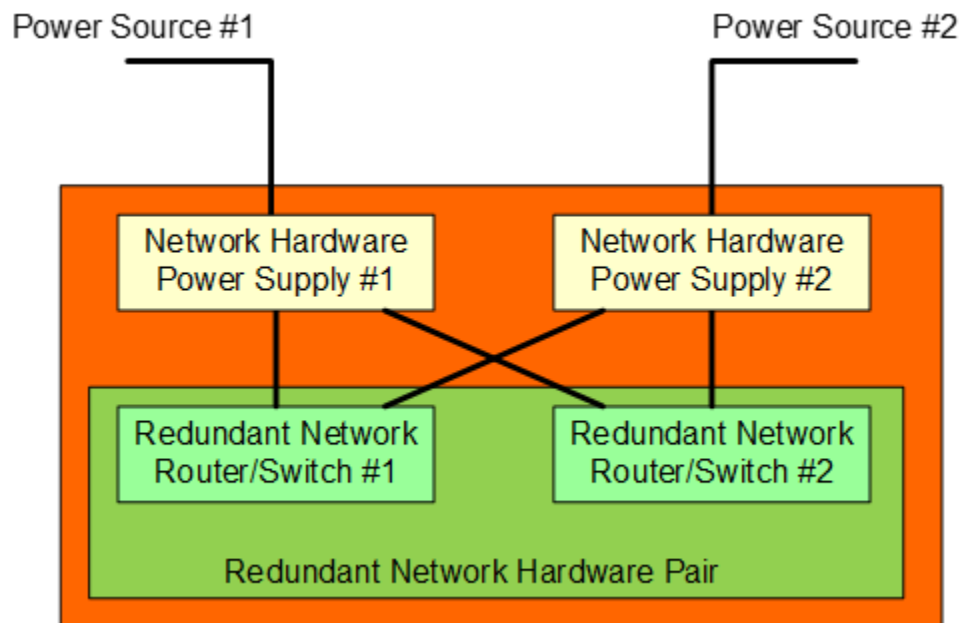 Power Source #1
Power Source #2
Network Hardware
Power Supply #1
Network Hardware
Power Supply #2
Redundant Network
Router/Switch #1
Redundant Network
Router/Switch #2
Redundant Network Hardware Pair